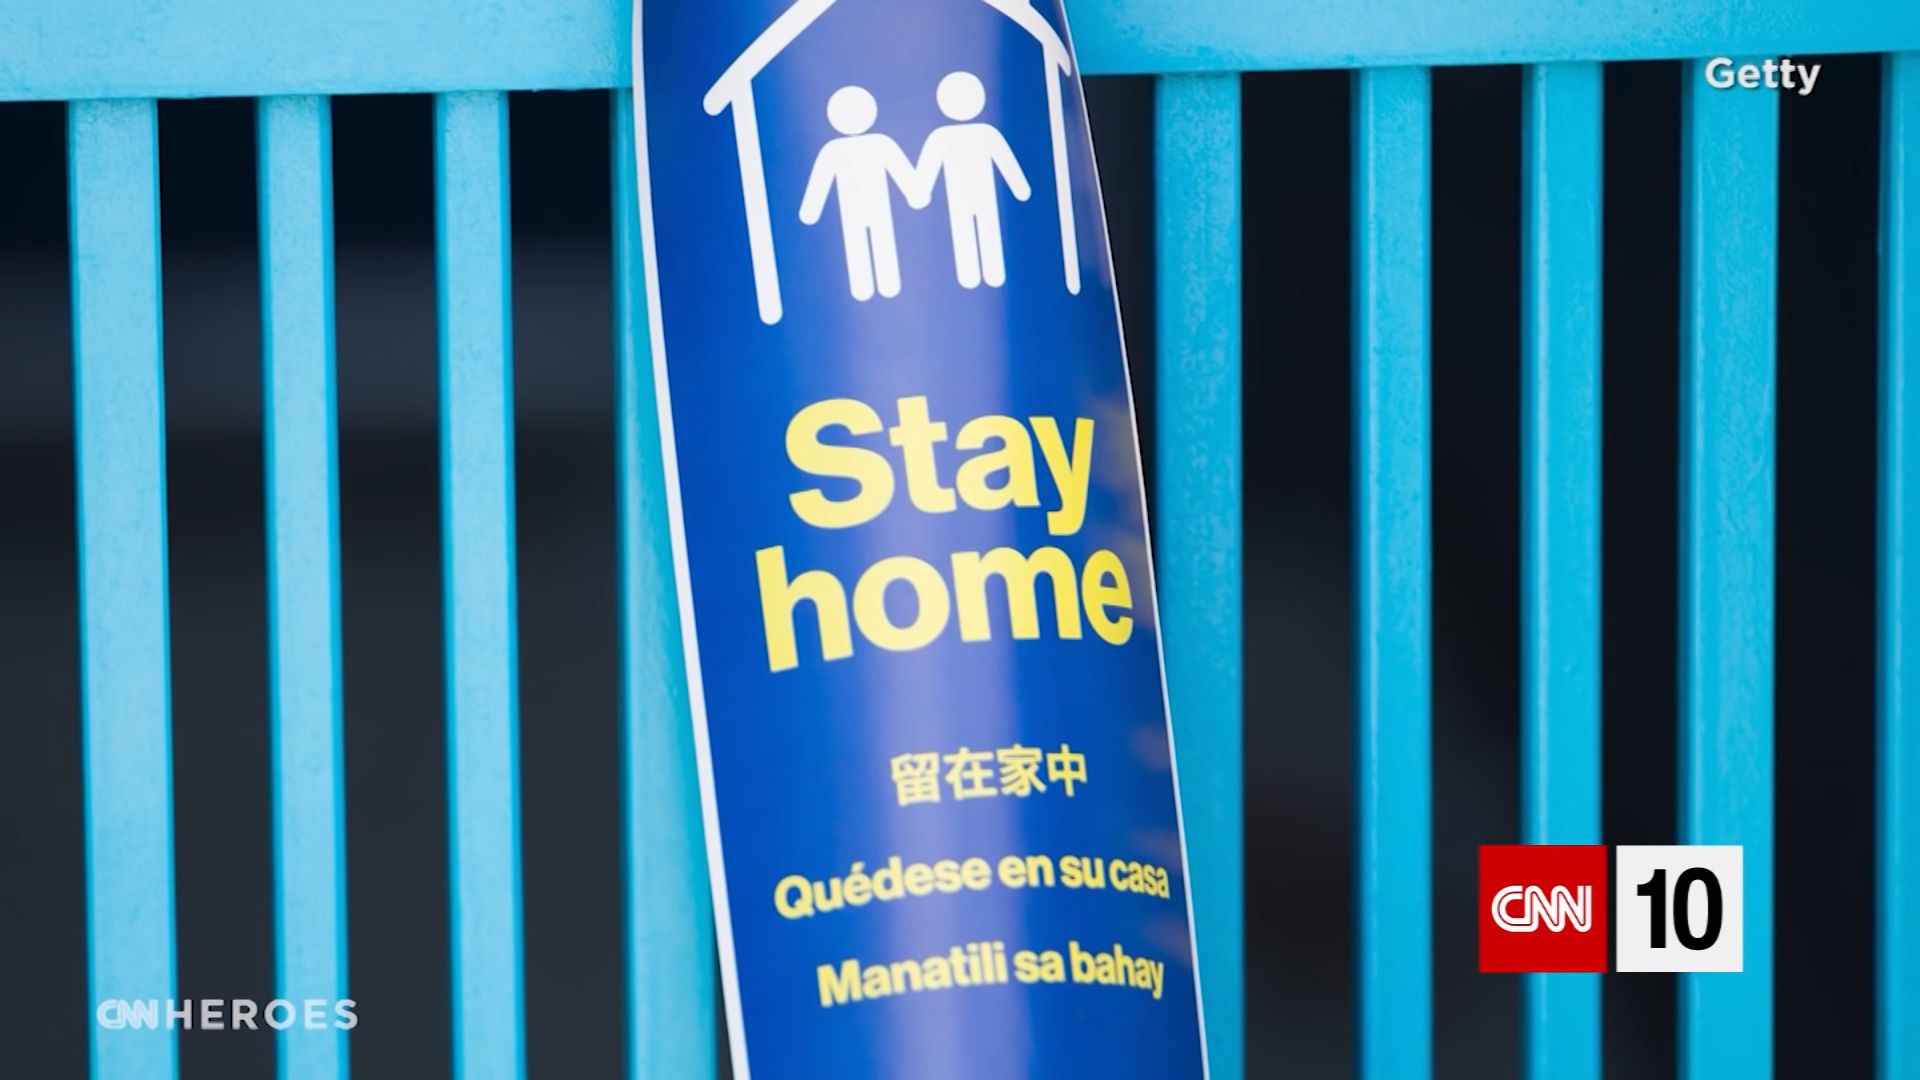 Getty
Stay
home
留在家中
Quédese en su casa
Manatili sa bahay
CNN 10
CNN HEROES